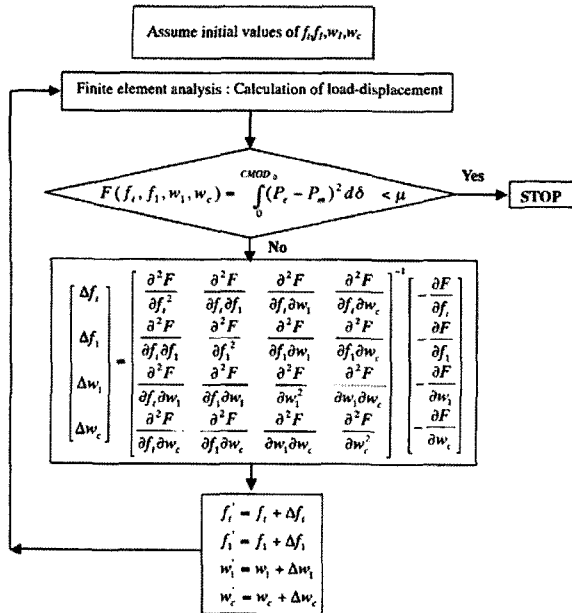 Assume initial values of f_t, f_1, w_1, w_c
Finite element analysis : Calculation of load-displacement
F(f_t, f_1, w_1, w_c) = ∫_0^{CMOD_0} (P_c − P_m)^2 dδ < μ
Yes
STOP
No
[Δf_t] = [∂²F/∂f_t² ∂²F/∂f_t∂f_1 ∂²F/∂f_t∂w_1 ∂²F/∂f_t∂w_c]^{-1} [−∂F/∂f_t]
[Δf_1] [∂²F/∂f_t∂f_1 ∂²F/∂f_1² ∂²F/∂f_1∂w_1 ∂²F/∂f_1∂w_c] [−∂F/∂f_1]
[Δw_1] [∂²F/∂f_t∂w_1 ∂²F/∂f_1∂w_1 ∂²F/∂w_1² ∂²F/∂w_1∂w_c] [−∂F/∂w_1]
[Δw_c] [∂²F/∂f_t∂w_c ∂²F/∂f_1∂w_c ∂²F/∂w_1∂w_c ∂²F/∂w_c²] [−∂F/∂w_c]
f_t' = f_t + Δf_t
f_1' = f_1 + Δf_1
w_1' = w_1 + Δw_1
w_c' = w_c + Δw_c